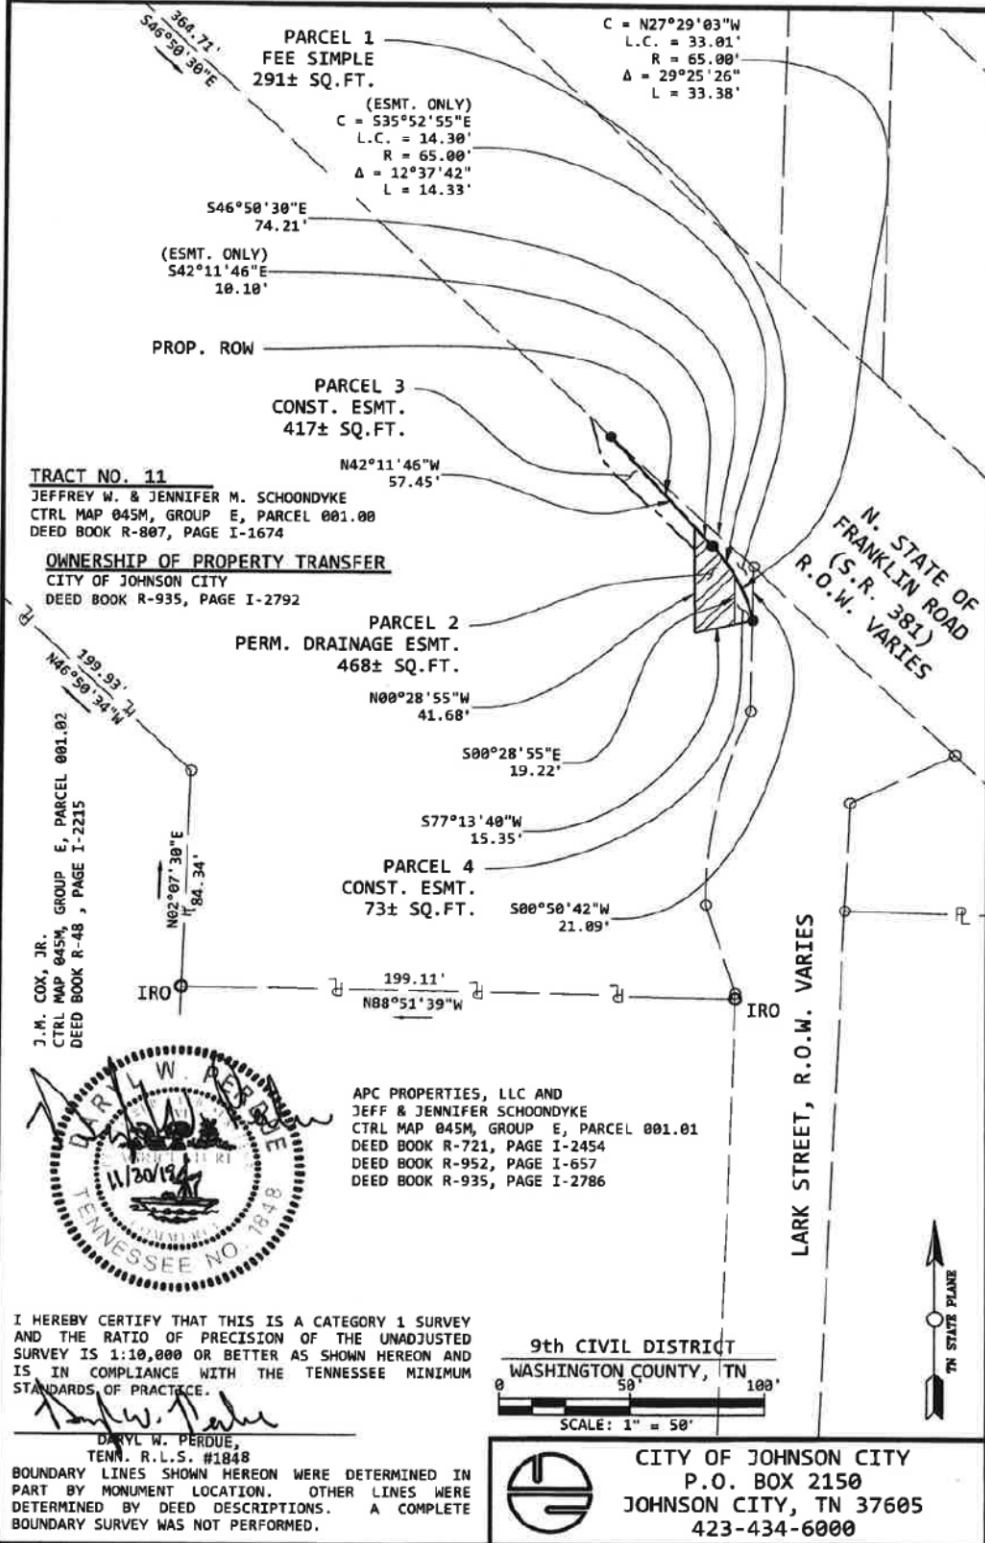 364.71'
S46°50'30"E
PARCEL 1
FEE SIMPLE
291± SQ.FT.
C = N27°29'03"W
L.C. = 33.01'
R = 65.00'
Δ = 29°25'26"
L = 33.38'
(ESMT. ONLY)
C = S35°52'55"E
L.C. = 14.30'
R = 65.00'
Δ = 12°37'42"
L = 14.33'
S46°50'30"E
74.21'
(ESMT. ONLY)
S42°11'46"E
10.10'
PROP. ROW
PARCEL 3
CONST. ESMT.
417± SQ.FT.
N42°11'46"W
57.45'
TRACT NO. 11
JEFFREY W. & JENNIFER M. SCHOONDYKE
CTRL MAP 045M, GROUP E, PARCEL 001.00
DEED BOOK R-807, PAGE I-1674
OWNERSHIP OF PROPERTY TRANSFER
CITY OF JOHNSON CITY
DEED BOOK R-935, PAGE I-2792
N. STATE OF
FRANKLIN ROAD
(S.R. 381)
R.O.W. VARIES
PARCEL 2
PERM. DRAINAGE ESMT.
468± SQ.FT.
PL
199.93'
PL
N46°50'34"W
N00°28'55"W
41.68'
S00°28'55"E
19.22'
S77°13'40"W
15.35'
PARCEL 4
CONST. ESMT.
73± SQ.FT.
S00°50'42"W
21.09'
J.M. COX, JR.
CTRL MAP 045M, GROUP E, PARCEL 001.02
DEED BOOK R-48 , PAGE I-2215
N02°07'30"E
PL
84.34'
PL
IRO
PL
199.11'
PL
PL
N88°51'39"W
IRO
LARK STREET, R.O.W. VARIES
DARYL W. PERDUE
AGRICULTURE
11/20/19
COMMERCE
TENNESSEE NO. 1848
APC PROPERTIES, LLC AND
JEFF & JENNIFER SCHOONDYKE
CTRL MAP 045M, GROUP E, PARCEL 001.01
DEED BOOK R-721, PAGE I-2454
DEED BOOK R-952, PAGE I-657
DEED BOOK R-935, PAGE I-2786
TN STATE PLANE
I HEREBY CERTIFY THAT THIS IS A CATEGORY 1 SURVEY
AND THE RATIO OF PRECISION OF THE UNADJUSTED
SURVEY IS 1:10,000 OR BETTER AS SHOWN HEREON AND
IS IN COMPLIANCE WITH THE TENNESSEE MINIMUM
STANDARDS OF PRACTICE.
Daryl W. Perdue
DARYL W. PERDUE,
TENN. R.L.S. #1848
BOUNDARY LINES SHOWN HEREON WERE DETERMINED IN
PART BY MONUMENT LOCATION. OTHER LINES WERE
DETERMINED BY DEED DESCRIPTIONS. A COMPLETE
BOUNDARY SURVEY WAS NOT PERFORMED.
9th CIVIL DISTRICT
WASHINGTON COUNTY, TN
0 50' 100'
SCALE: 1" = 50'
CITY OF JOHNSON CITY
P.O. BOX 2150
JOHNSON CITY, TN 37605
423-434-6000